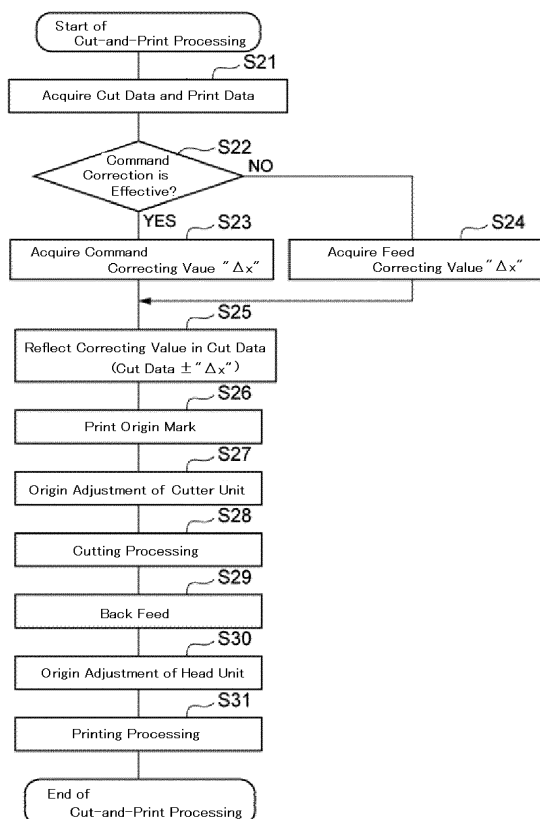 Start of
Cut-and-Print Processing
S21
Acquire Cut Data and Print Data
S22
Command
Correction is
Effective?
NO
YES
S23
Acquire Command
Correcting Vaue "Δx"
S24
Acquire Feed
Correcting Value "Δx"
S25
Reflect Correcting Value in Cut Data
(Cut Data ±"Δx")
S26
Print Origin Mark
S27
Origin Adjustment of Cutter Unit
S28
Cutting Processing
S29
Back Feed
S30
Origin Adjustment of Head Unit
S31
Printing Processing
End of
Cut-and-Print Processing